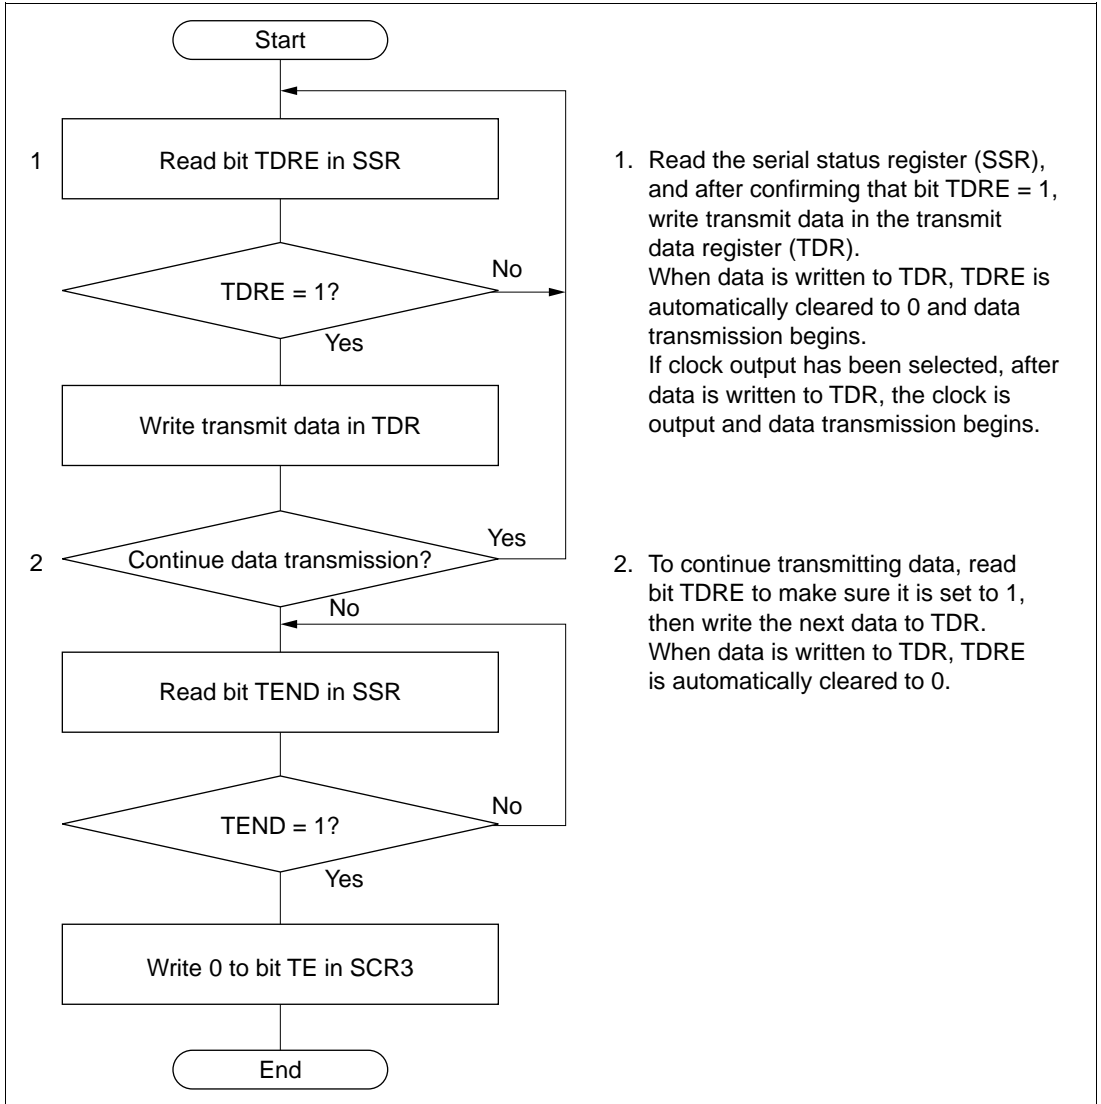 Start
1
Read bit TDRE in SSR
TDRE = 1?
No
Yes
Write transmit data in TDR
2
Continue data transmission?
Yes
No
Read bit TEND in SSR
TEND = 1?
No
Yes
Write 0 to bit TE in SCR3
End
1. Read the serial status register (SSR),
and after confirming that bit TDRE = 1,
write transmit data in the transmit
data register (TDR).
When data is written to TDR, TDRE is
automatically cleared to 0 and data
transmission begins.
If clock output has been selected, after
data is written to TDR, the clock is
output and data transmission begins.
2. To continue transmitting data, read
bit TDRE to make sure it is set to 1,
then write the next data to TDR.
When data is written to TDR, TDRE
is automatically cleared to 0.